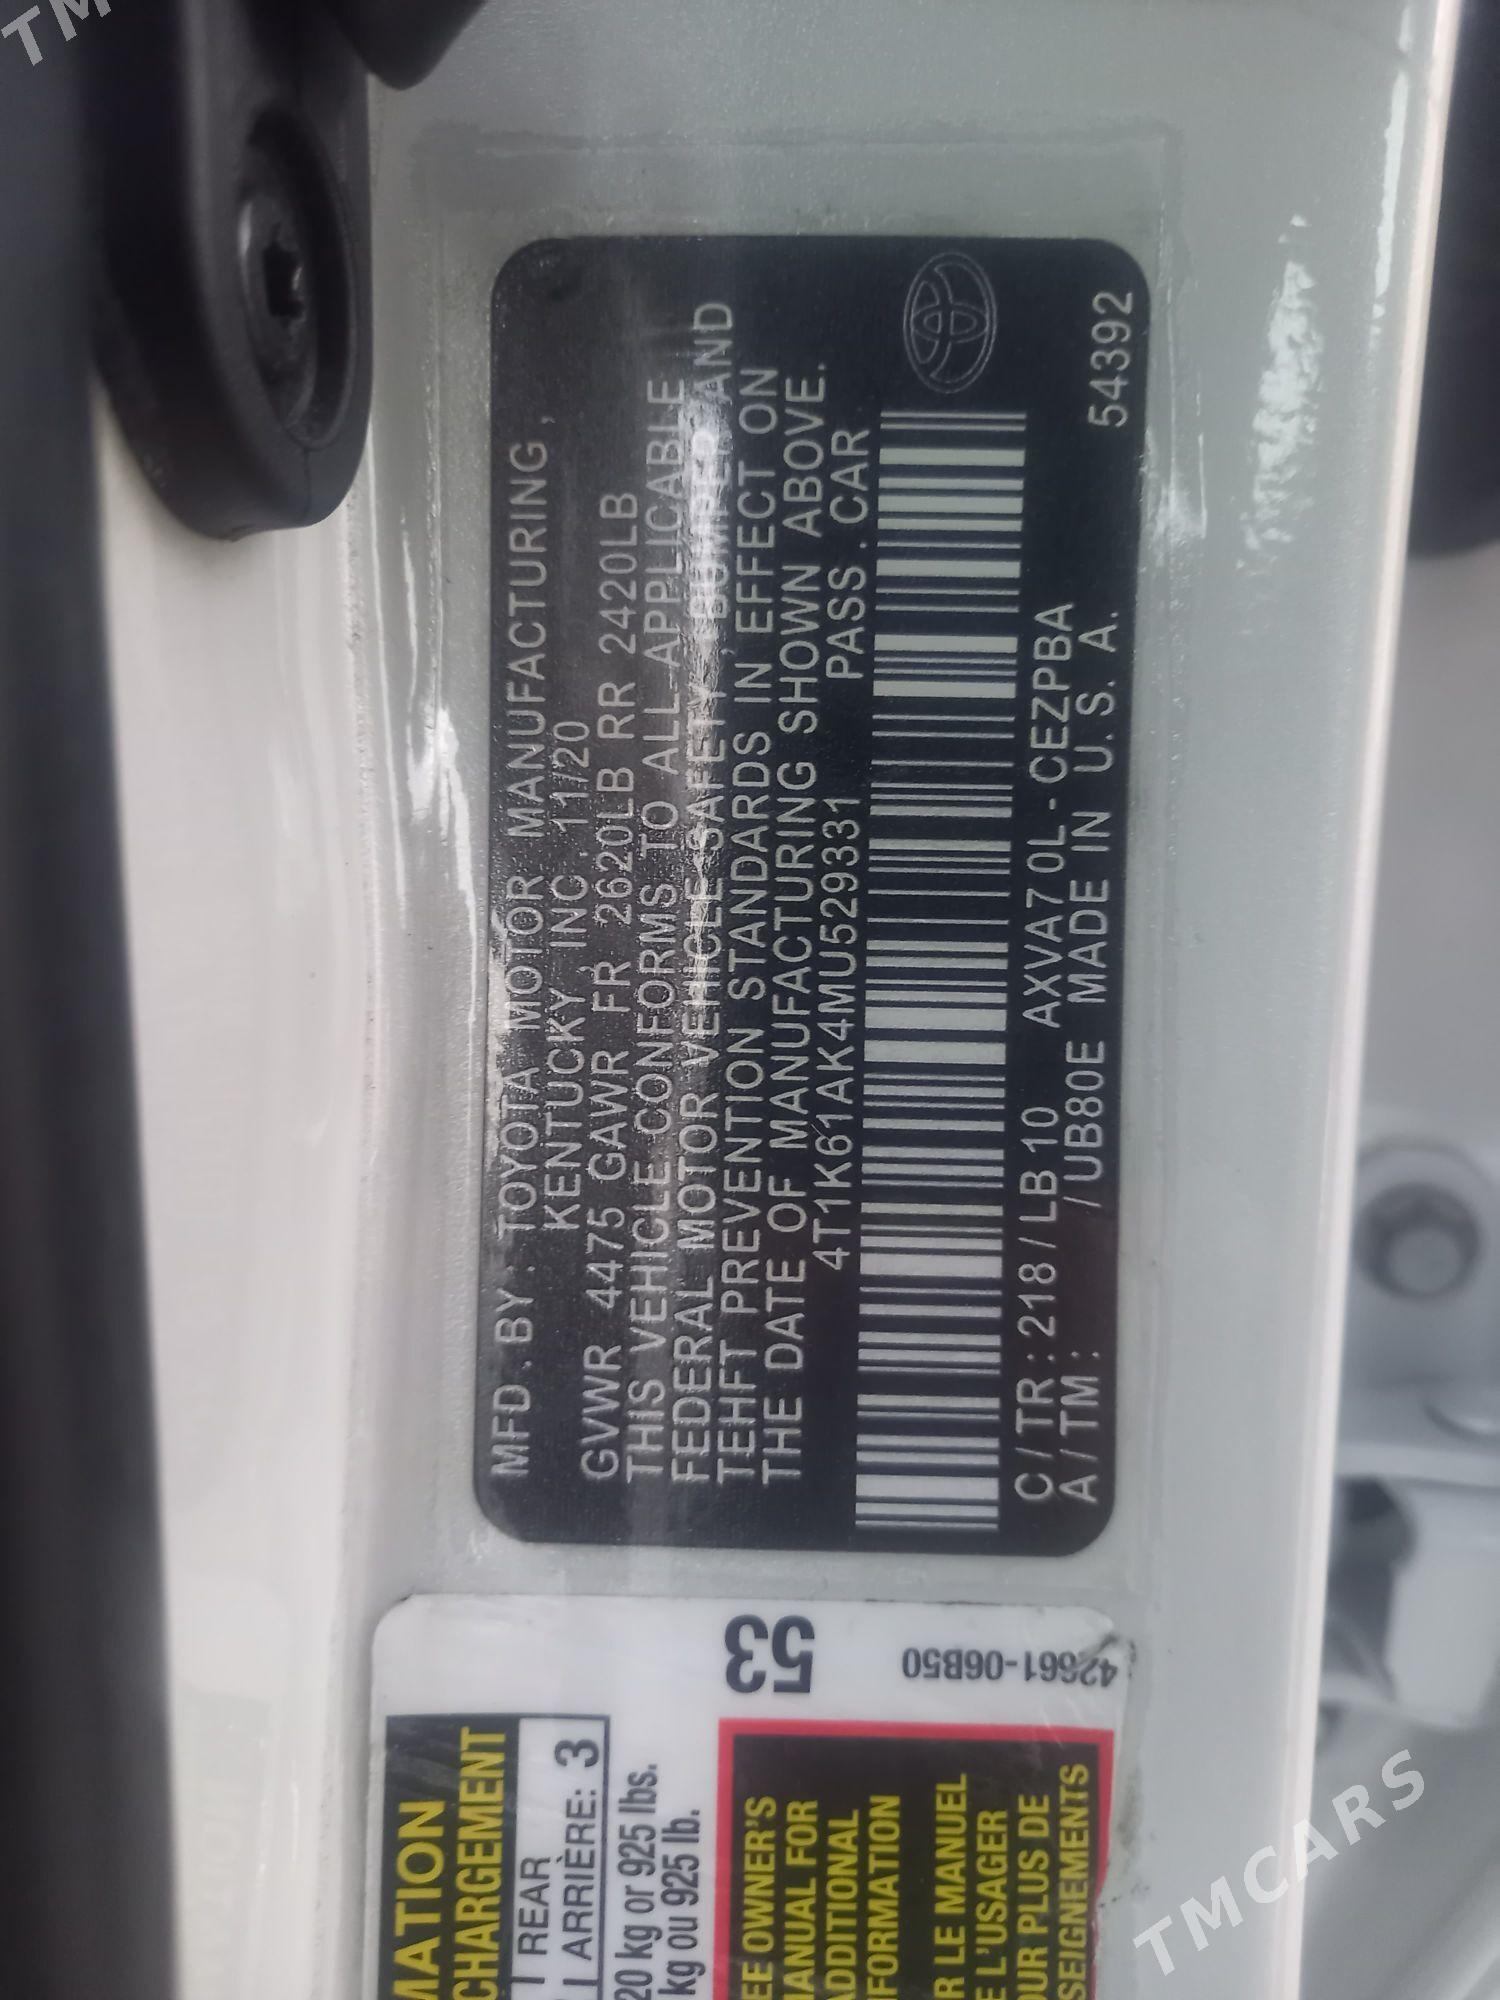 MFD. BY: TOYOTA MOTOR MANUFACTURING,
KENTUCKY INC. 11/20
GVWR 4475 GAWR FR 2620LB RR 2420LB
THIS VEHICLE CONFORMS TO ALL APPLICABLE
FEDERAL MOTOR VEHICLE SAFETY, BUMPER AND
TEHFT PREVENTION STANDARDS IN EFFECT ON
THE DATE OF MANUFACTURING SHOWN ABOVE.
4T1K61AK4MU529331 PASS. CAR
C/TR: 218/LB10 AXVA70L-CEZPBA
A/TM: /UB80E MADE IN U.S.A.
54392
53
42661-06B50
MATION
CHARGEMENT
REAR
ARRIÈRE: 3
20 kg or 925 lbs.
kg ou 925 lb.
EE OWNER'S
ANUAL FOR
ADDITIONAL
FORMATION
R LE MANUEL
E L'USAGER
OUR PLUS DE
SEIGNEMENTS
TM
TMCARS